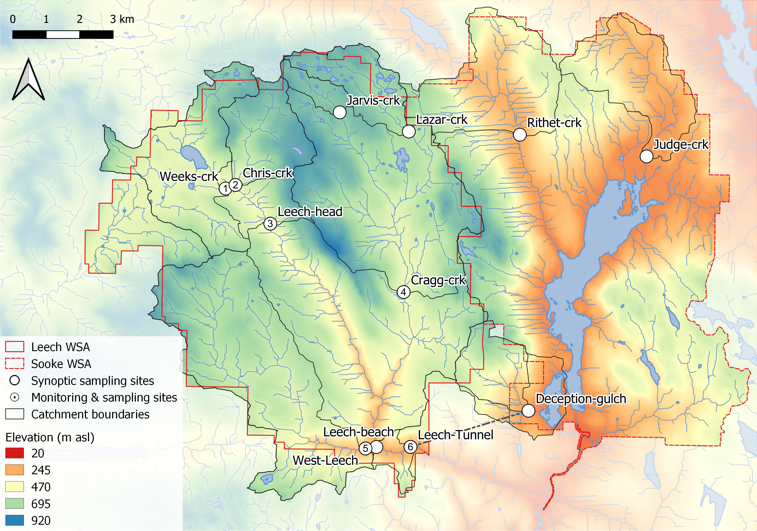 0 1 2 3 km
Jarvis-crk
Lazar-crk
Rithet-crk
Judge-crk
Weeks-crk
1
2
Chris-crk
Leech-head
3
Cragg-crk
4
Leech WSA
Sooke WSA
Synoptic sampling sites
Monitoring & sampling sites
Catchment boundaries
Deception-gulch
Elevation (m asl)
20
245
470
695
920
Leech-beach
Leech-Tunnel
5
6
West-Leech